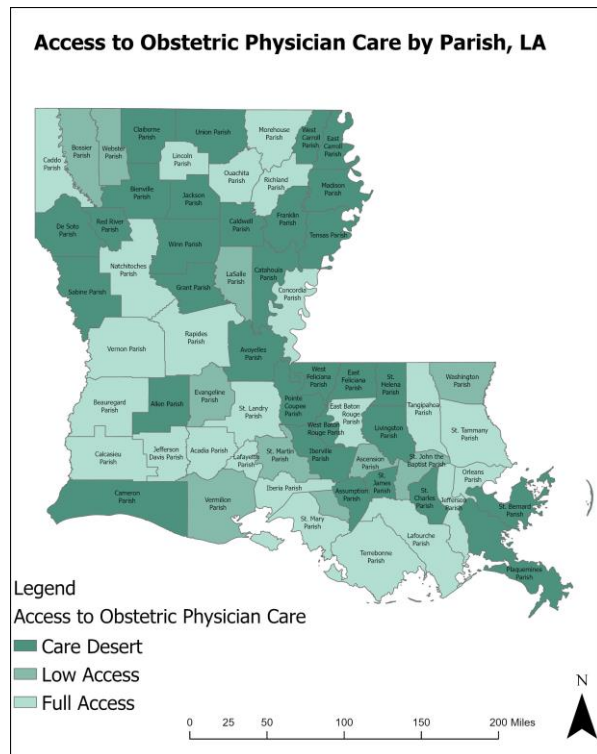 Access to Obstetric Physician Care by Parish, LA
Claiborne Parish
Union Parish
Morehouse
Parish
West
Carroll
Parish
East
Carroll
Parish
Bossier
Parish
Webster
Parish
Caddo
Parish
Lincoln
Parish
Ouachita
Parish
Richland
Parish
Madison
Parish
Bienville
Parish
Jackson
Parish
Franklin
Parish
Caldwell
Parish
Tensas Parish
De Soto
Parish
Red River
Parish
Winn Parish
Natchitoches
Parish
LaSalle
Parish
Catahoula
Parish
Sabine Parish
Grant Parish
Concordia
Parish
Rapides
Parish
Vernon Parish
Avoyelles
Parish
West
Feliciana
Parish
East
Feliciana
Parish
St.
Helena
Parish
Washington
Parish
Beauregard
Parish
Allen Parish
Evangeline
Parish
St. Landry
Parish
Pointe
Coupee
Parish
East Baton
Rouge
Parish
Tangipahoa
Parish
St. Tammany
Parish
West Baton
Rouge Parish
Livingston
Parish
Calcasieu
Parish
Jefferson
Davis Parish
Acadia Parish
Lafayette
Parish
St. Martin
Parish
Iberville
Parish
Ascension
Parish
St. John the
Baptist Parish
Orleans
Parish
Iberia Parish
Assumption
Parish
St.
James
Parish
St.
Charles
Parish
Jefferson
Parish
St. Bernard
Parish
Cameron
Parish
Vermilion
Parish
St. Mary
Parish
Lafourche
Parish
Terrebonne
Parish
Plaquemines
Parish
Legend
Access to Obstetric Physician Care
Care Desert
Low Access
Full Access
N
0 25 50 100 150 200 Miles